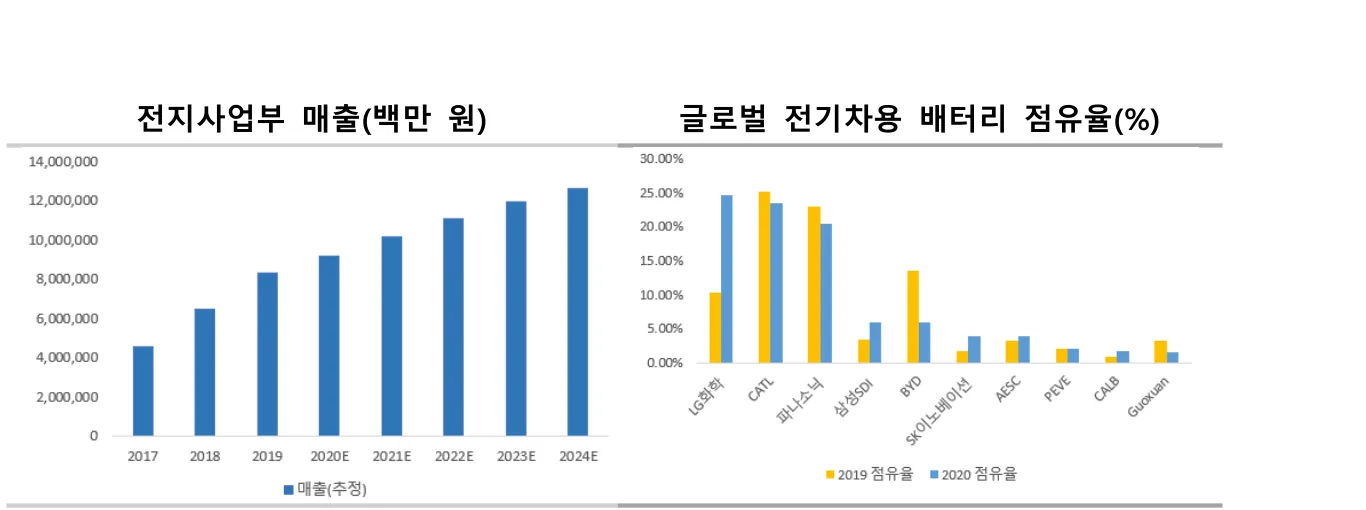 전지사업부 매출(백만 원)
14,000,000
12,000,000
10,000,000
8,000,000
6,000,000
4,000,000
2,000,000
0
2017 2018 2019 2020E 2021E 2022E 2023E 2024E
매출(추정)
글로벌 전기차용 배터리 점유율(%)
30.00%
25.00%
20.00%
15.00%
10.00%
5.00%
0.00%
LG화학 CATL 파나소닉 삼성SDI BYD SK이노베이션 AESC PEVE CALB Guoxuan
2019 점유율 2020 점유율